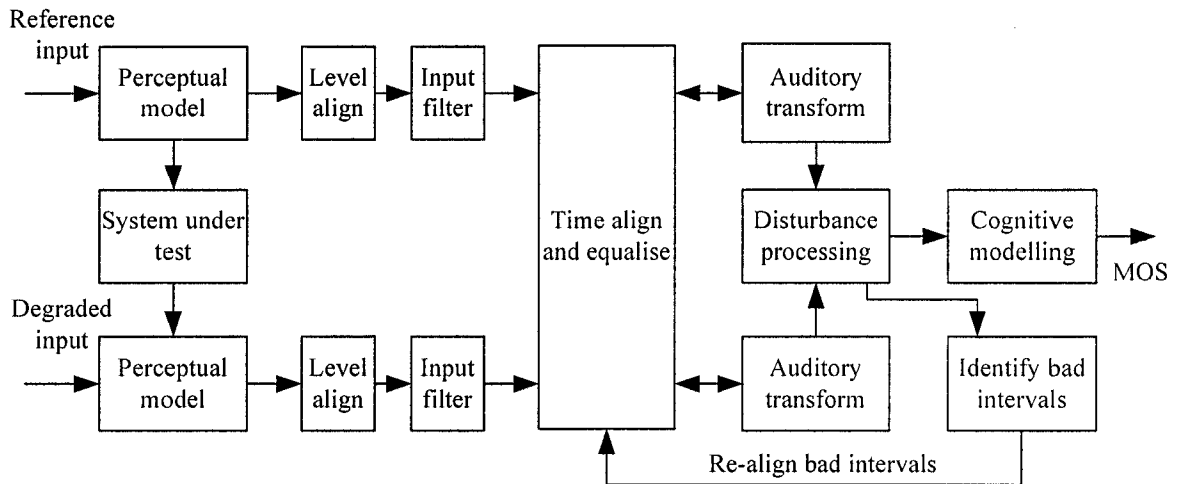 Reference
input
Perceptual
model
Level
align
Input
filter
Auditory
transform
System under
test
Time align
and equalise
Disturbance
processing
Cognitive
modelling
MOS
Degraded
input
Perceptual
model
Level
align
Input
filter
Auditory
transform
Identify bad
intervals
Re-align bad intervals